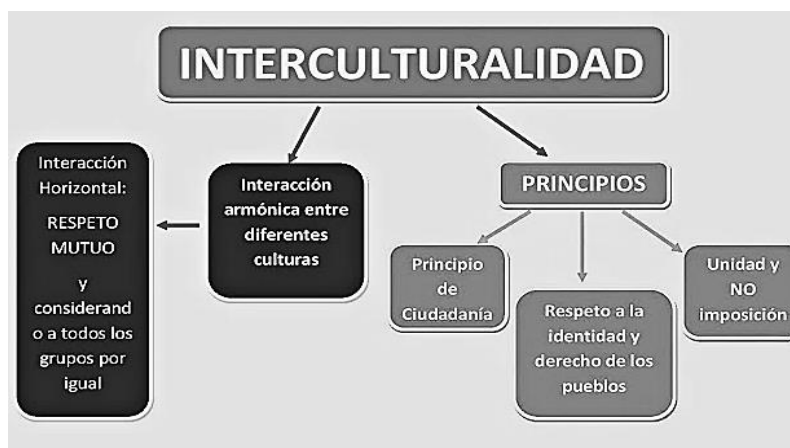 INTERCULTURALIDAD
Interacción
Horizontal:
RESPETO
MUTUO
y
considerand
o a todos los
grupos por
igual
Interacción
armónica entre
diferentes
culturas
PRINCIPIOS
Principio
de
Ciudadanía
Respeto a la
identidad y
derecho de los
pueblos
Unidad y
NO
imposición